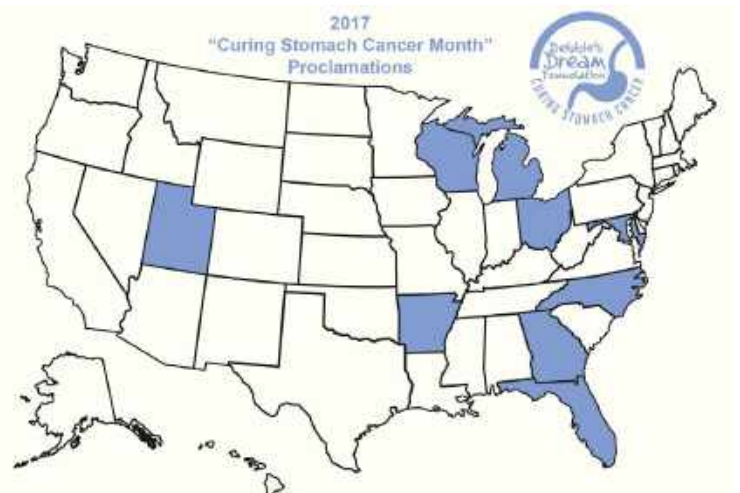 2017
“Curing Stomach Cancer Month”
Proclamations
Debbie's
Dream
Foundation
CURING STOMACH CANCER